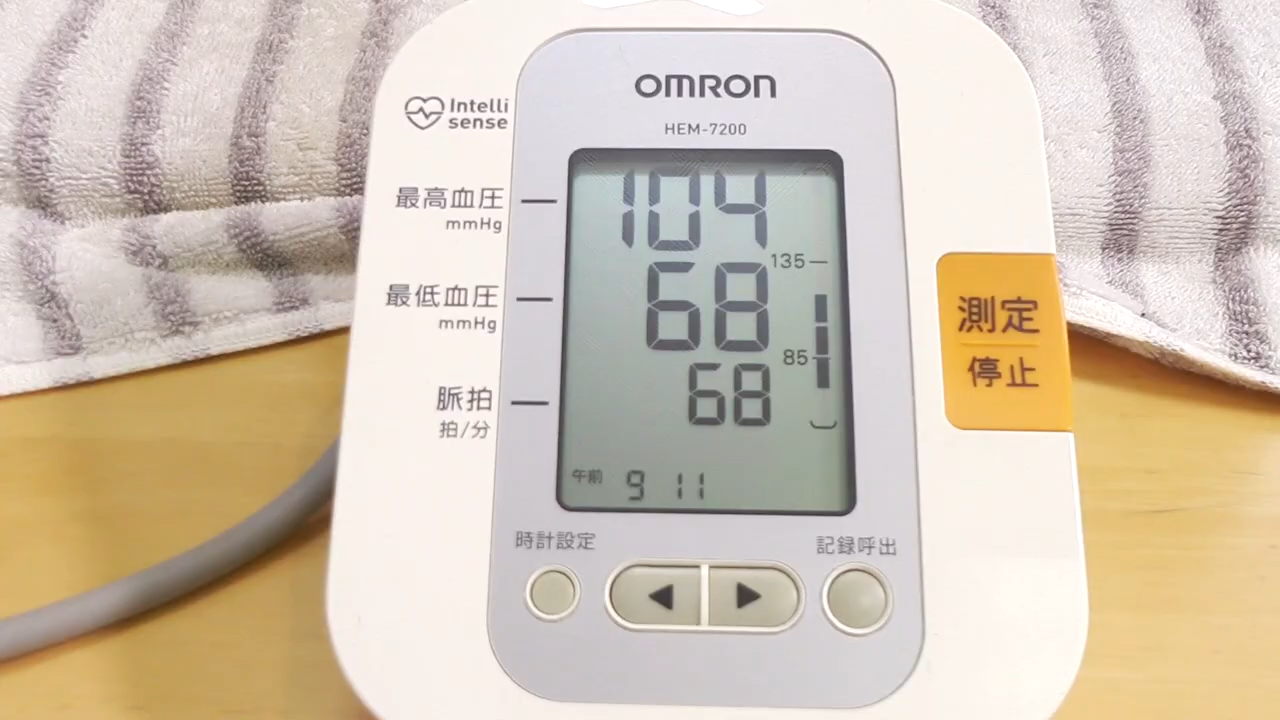 OMRON
HEM-7200
Intelli
sense
最高血圧
mmHg
104
135
最低血圧
mmHg
68
85
脈拍
拍/分
68
午前 9 11
測定
停止
時計設定
記録呼出